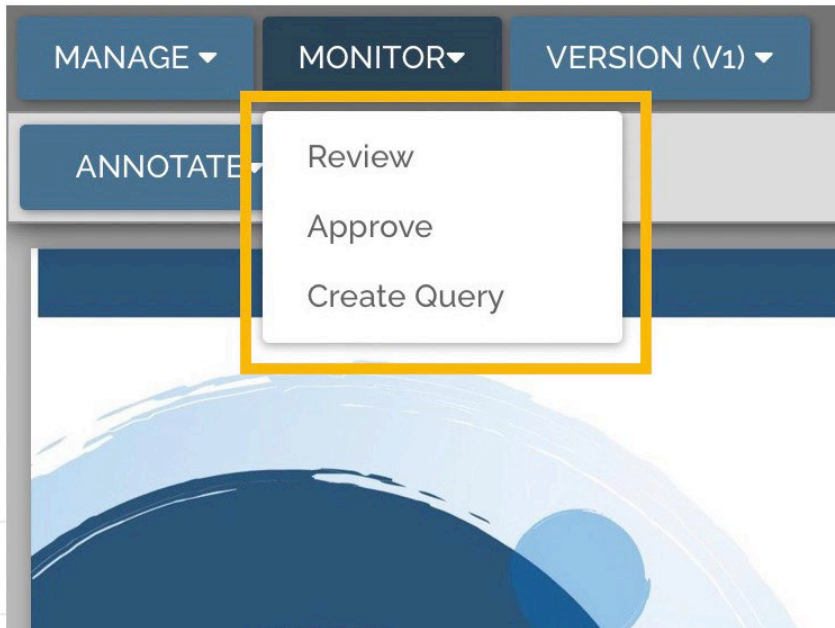 MANAGE MONITOR VERSION (V1)
ANNOTATE
Review
Approve
Create Query